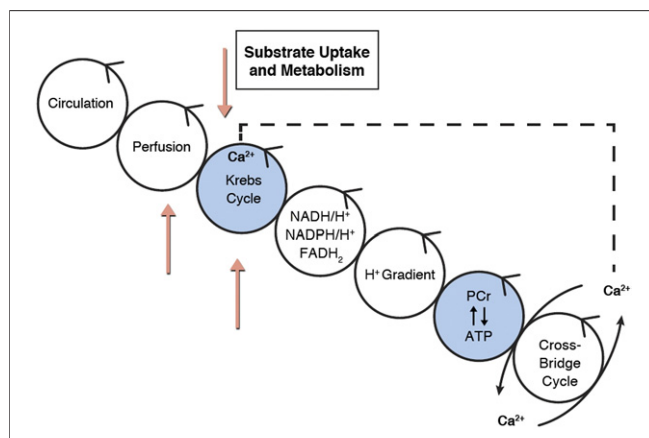 Substrate Uptake
and Metabolism
Circulation
Perfusion
Ca²⁺
Krebs
Cycle
NADH/H⁺
NADPH/H⁺
FADH₂
H⁺ Gradient
PCr
ATP
Ca²⁺
Cross-
Bridge
Cycle
Ca²⁺